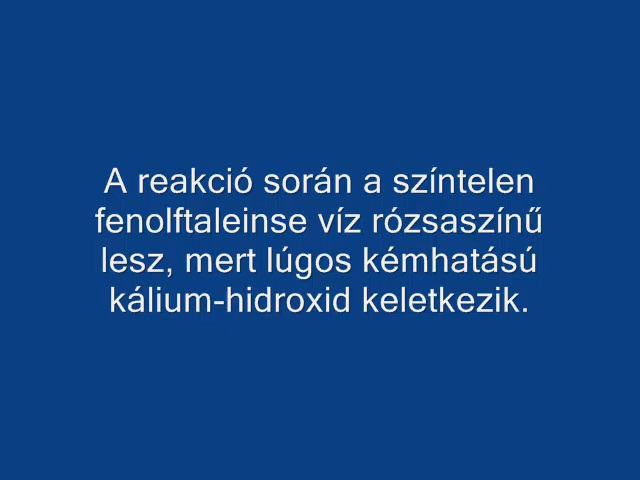 A reakció során a színtelen
fenolftaleinse víz rózsaszínű
lesz, mert lúgos kémhatású
kálium-hidroxid keletkezik.